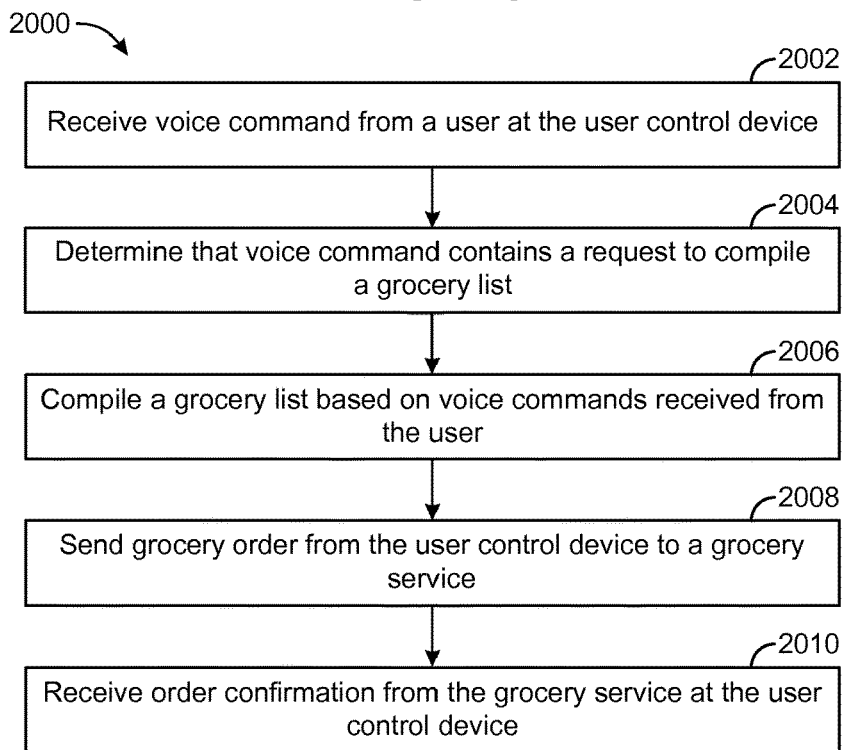 2000
2002
Receive voice command from a user at the user control device
2004
Determine that voice command contains a request to compile
a grocery list
2006
Compile a grocery list based on voice commands received from
the user
2008
Send grocery order from the user control device to a grocery
service
2010
Receive order confirmation from the grocery service at the user
control device